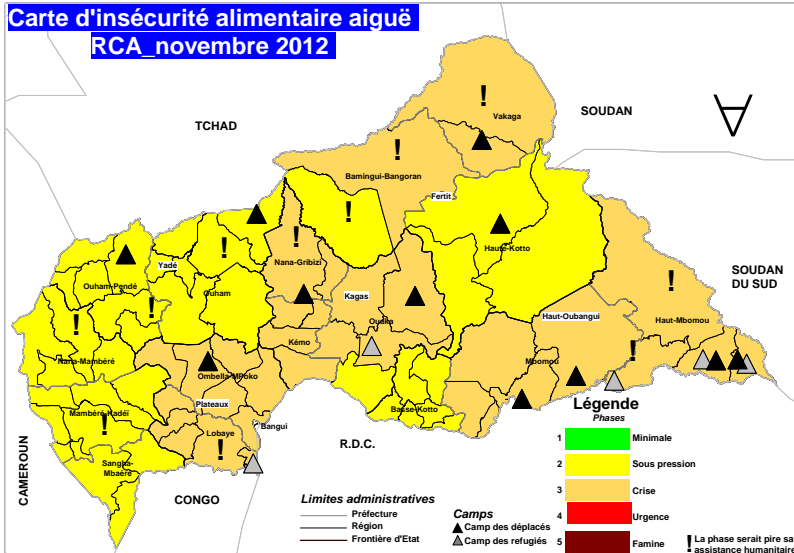 Carte d'insécurité alimentaire aiguë
RCA_novembre 2012
TCHAD
SOUDAN
Vakaga
Bamingui-Bangoran
Fertit
Haute-Kotto
Yadé
Ouham-Pendé
Ouham
Nana-Gribizi
Kagas
Ouaka
SOUDAN
DU SUD
Haut-Oubangui
Haut-Mbomou
Nana-Mambéré
Kémo
Ombella-MPoko
Mbomou
Mambéré-Kadéï
Plateaux
Basse-Kotto
Bangui
Lobaye
Sangha-
Mbaéré
R.D.C.
CAMEROUN
CONGO
Légende
Phases
1 Minimale
2 Sous pression
3 Crise
4 Urgence
5 Famine
! La phase serait pire sa
assistance humanitaire
Limites administratives
Préfecture
Région
Frontière d'Etat
Camps
Camp des déplacés
Camp des refugiés